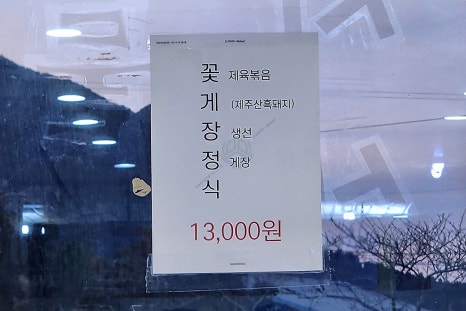 꽃게장정식
제육볶음
(제주산흑돼지)
생선
게장
13,000원